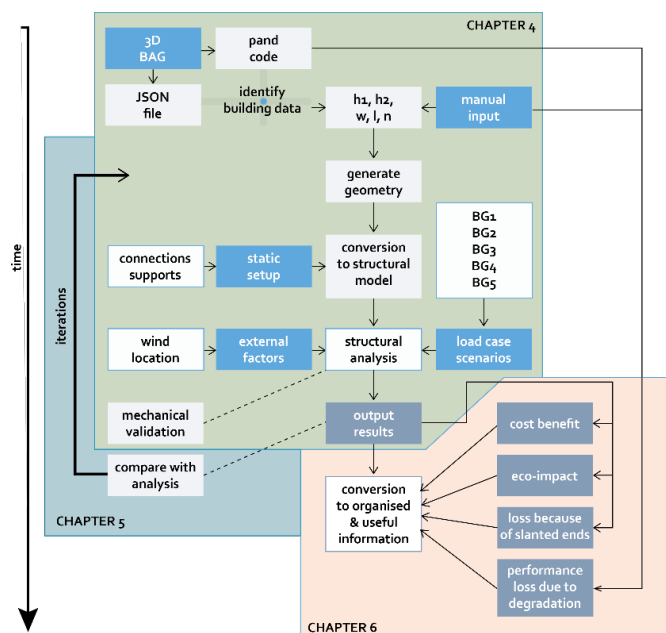 CHAPTER 4
3D
BAG
pand
code
JSON
file
identify
building data
h1, h2,
w, l, n
manual
input
generate
geometry
BG1
BG2
BG3
BG4
BG5
connections
supports
static
setup
conversion
to structural
model
time
iterations
wind
location
external
factors
structural
analysis
load case
scenarios
mechanical
validation
output
results
cost benefit
compare with
analysis
eco-impact
conversion
to organised
& useful
information
CHAPTER 5
loss because
of slanted ends
performance
loss due to
degradation
CHAPTER 6